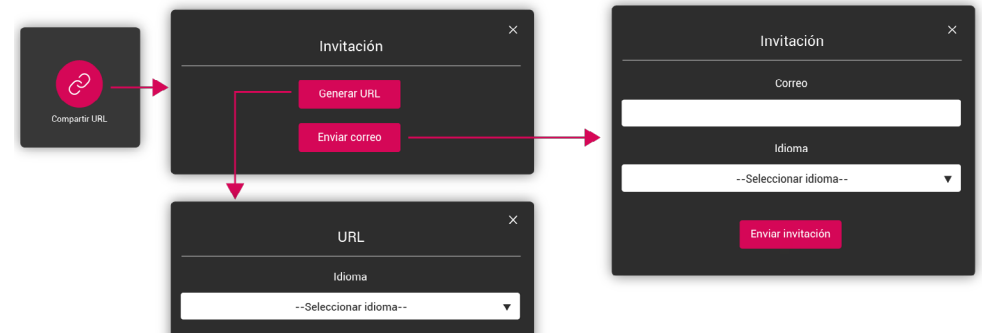 Compartir URL
Invitación
Generar URL
Enviar correo
URL
Idioma
--Seleccionar idioma--
Invitación
Correo
Idioma
--Seleccionar idioma--
Enviar invitación